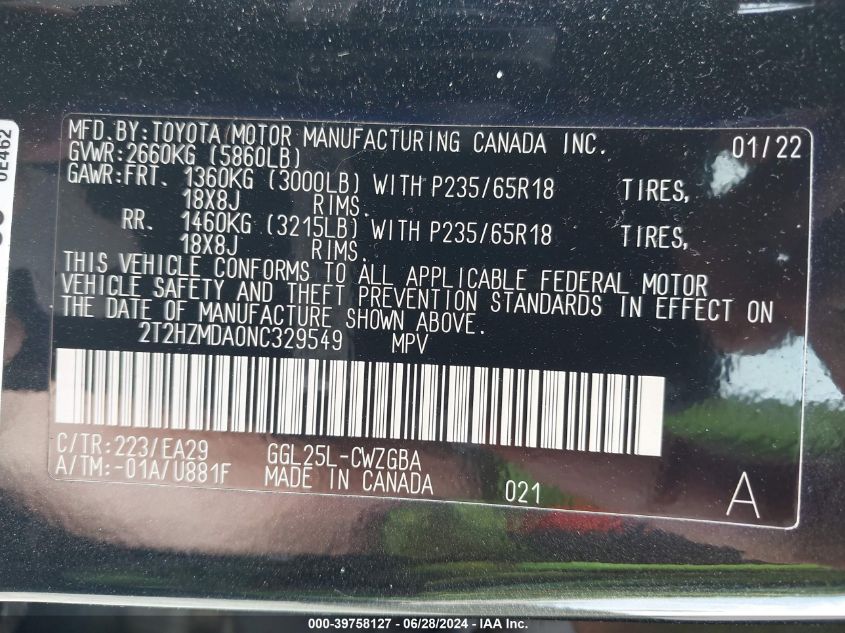 0E462
MFD.BY:TOYOTA MOTOR MANUFACTURING CANADA INC. 01/22
GVWR:2660KG (5860LB)
GAWR:FRT. 1360KG (3000LB) WITH P235/65R18 TIRES,
18X8J RIMS.
RR. 1460KG (3215LB) WITH P235/65R18 TIRES,
18X8J RIMS.
THIS VEHICLE CONFORMS TO ALL APPLICABLE FEDERAL MOTOR
VEHICLE SAFETY AND THEFT PREVENTION STANDARDS IN EFFECT ON
THE DATE OF MANUFACTURE SHOWN ABOVE.
2T2HZMDA0NC329549 MPV
C/TR:223/EA29 GGL25L-CWZGBA
A/TM:-01A/U881F MADE IN CANADA 021 A
000-39758127 - 06/28/2024 - IAA Inc.